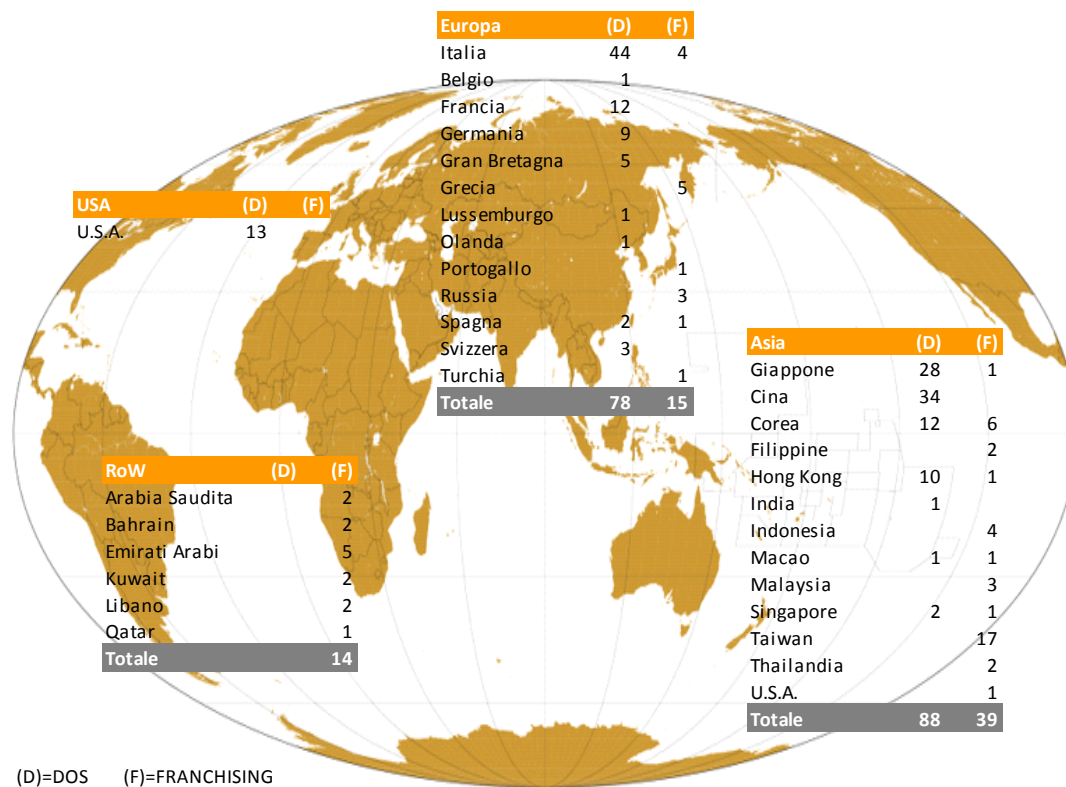 Europa (D) (F)
Italia 44 4
Belgio 1
Francia 12
Germania 9
Gran Bretagna 5
Grecia 5
Lussemburgo 1
Olanda 1
Portogallo 1
Russia 3
Spagna 2 1
Svizzera 3
Turchia 1
Totale 78 15
USA (D) (F)
U.S.A. 13
Asia (D) (F)
Giappone 28 1
Cina 34
Corea 12 6
Filippine 2
Hong Kong 10 1
India 1
Indonesia 4
Macao 1 1
Malaysia 3
Singapore 2 1
Taiwan 17
Thailandia 2
U.S.A. 1
Totale 88 39
RoW (D) (F)
Arabia Saudita 2
Bahrain 2
Emirati Arabi 5
Kuwait 2
Libano 2
Qatar 1
Totale 14
(D)=DOS (F)=FRANCHISING